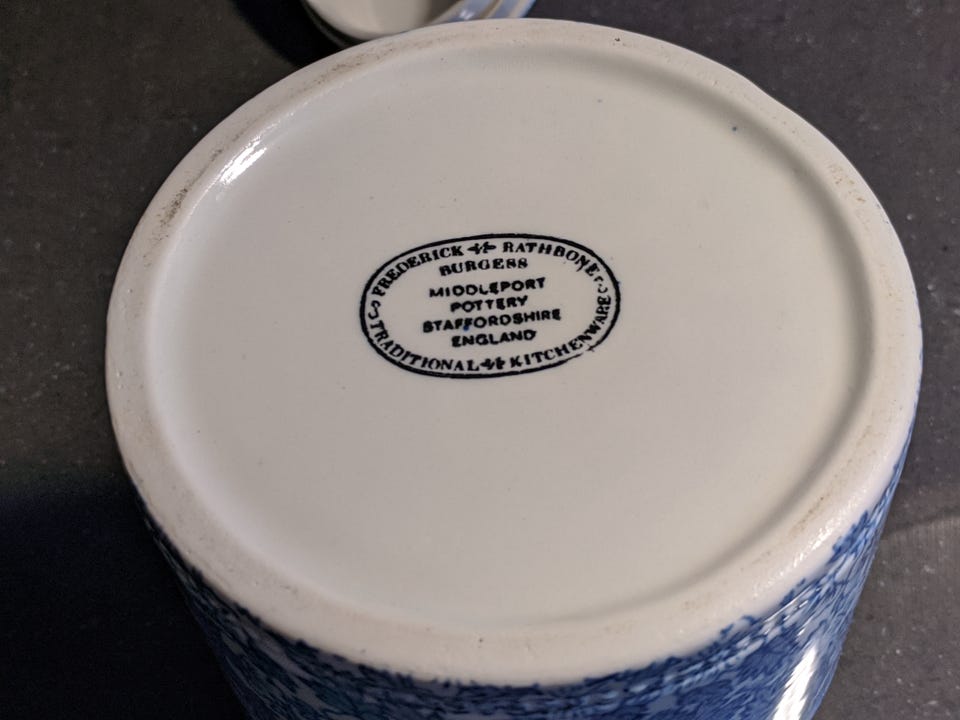 FREDERICK RATHBONE
BURGESS
MIDDLEPORT
POTTERY
STAFFORDSHIRE
ENGLAND
TRADITIONAL KITCHENWARE